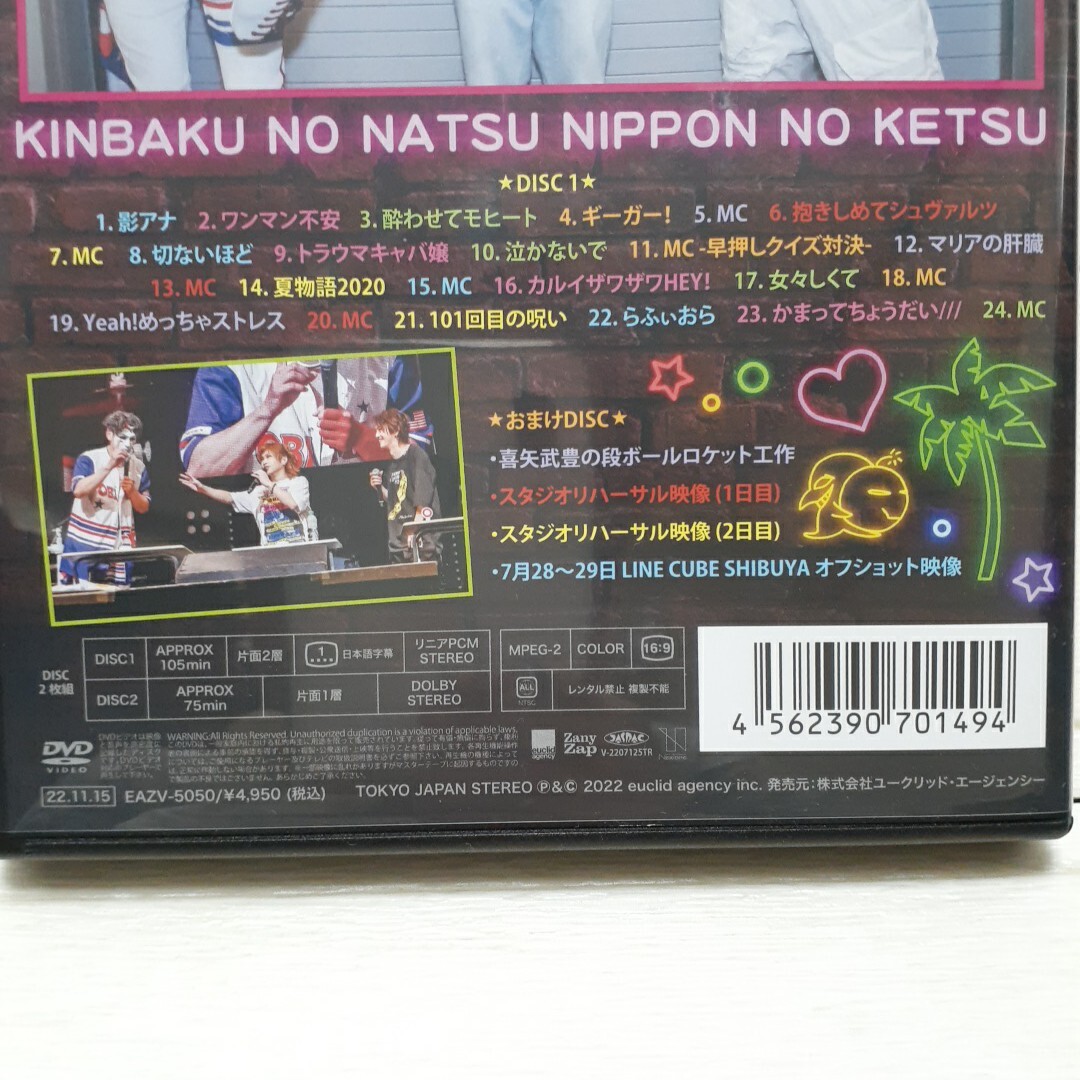 KINBAKU NO NATSU NIPPON NO KETSU
★DISC 1★
1. 影アナ 2. ワンマン不安 3. 酔わせてモヒート 4. ギーガー! 5. MC 6. 抱きしめてシュヴァルツ
7. MC 8. 切ないほど 9. トラウマキャバ嬢 10. 泣かないで 11. MC -早押しクイズ対決- 12. マリアの肝臓
13. MC 14. 夏物語2020 15. MC 16. カルイザワザワHEY! 17. 女々しくて 18. MC
19. Yeah!めっちゃストレス 20. MC 21. 101回目の呪い 22. らふぃおら 23. かまってちょうだい/// 24. MC
★おまけDISC★
・喜矢武豊の段ボールロケット工作
・スタジオリハーサル映像 (1日目)
・スタジオリハーサル映像 (2日目)
・7月28〜29日 LINE CUBE SHIBUYA オフショット映像
DISC
2枚組
DISC1 APPROX 105min 片面2層 1 日本語字幕 リニアPCM STEREO
DISC2 APPROX 75min 片面1層 DOLBY STEREO
MPEG-2 COLOR 16:9
ALL NTSC レンタル禁止 複製不能
4 562390 701494
DVD VIDEO
WARNING:All Rights Reserved. Unauthorized duplication is a violation of applicable laws.
euclid agency
Zany Zap
V-2207125TR
22.11.15 EAZV-5050/¥4,950 (税込) TOKYO JAPAN STEREO Ⓟ&© 2022 euclid agency inc. 発売元:株式会社ユークリッド・エージェンシー